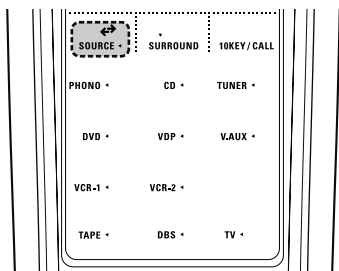 SOURCE SURROUND 10KEY/CALL
PHONO CD TUNER
DVD VDP V.AUX
VCR-1 VCR-2
TAPE DBS TV